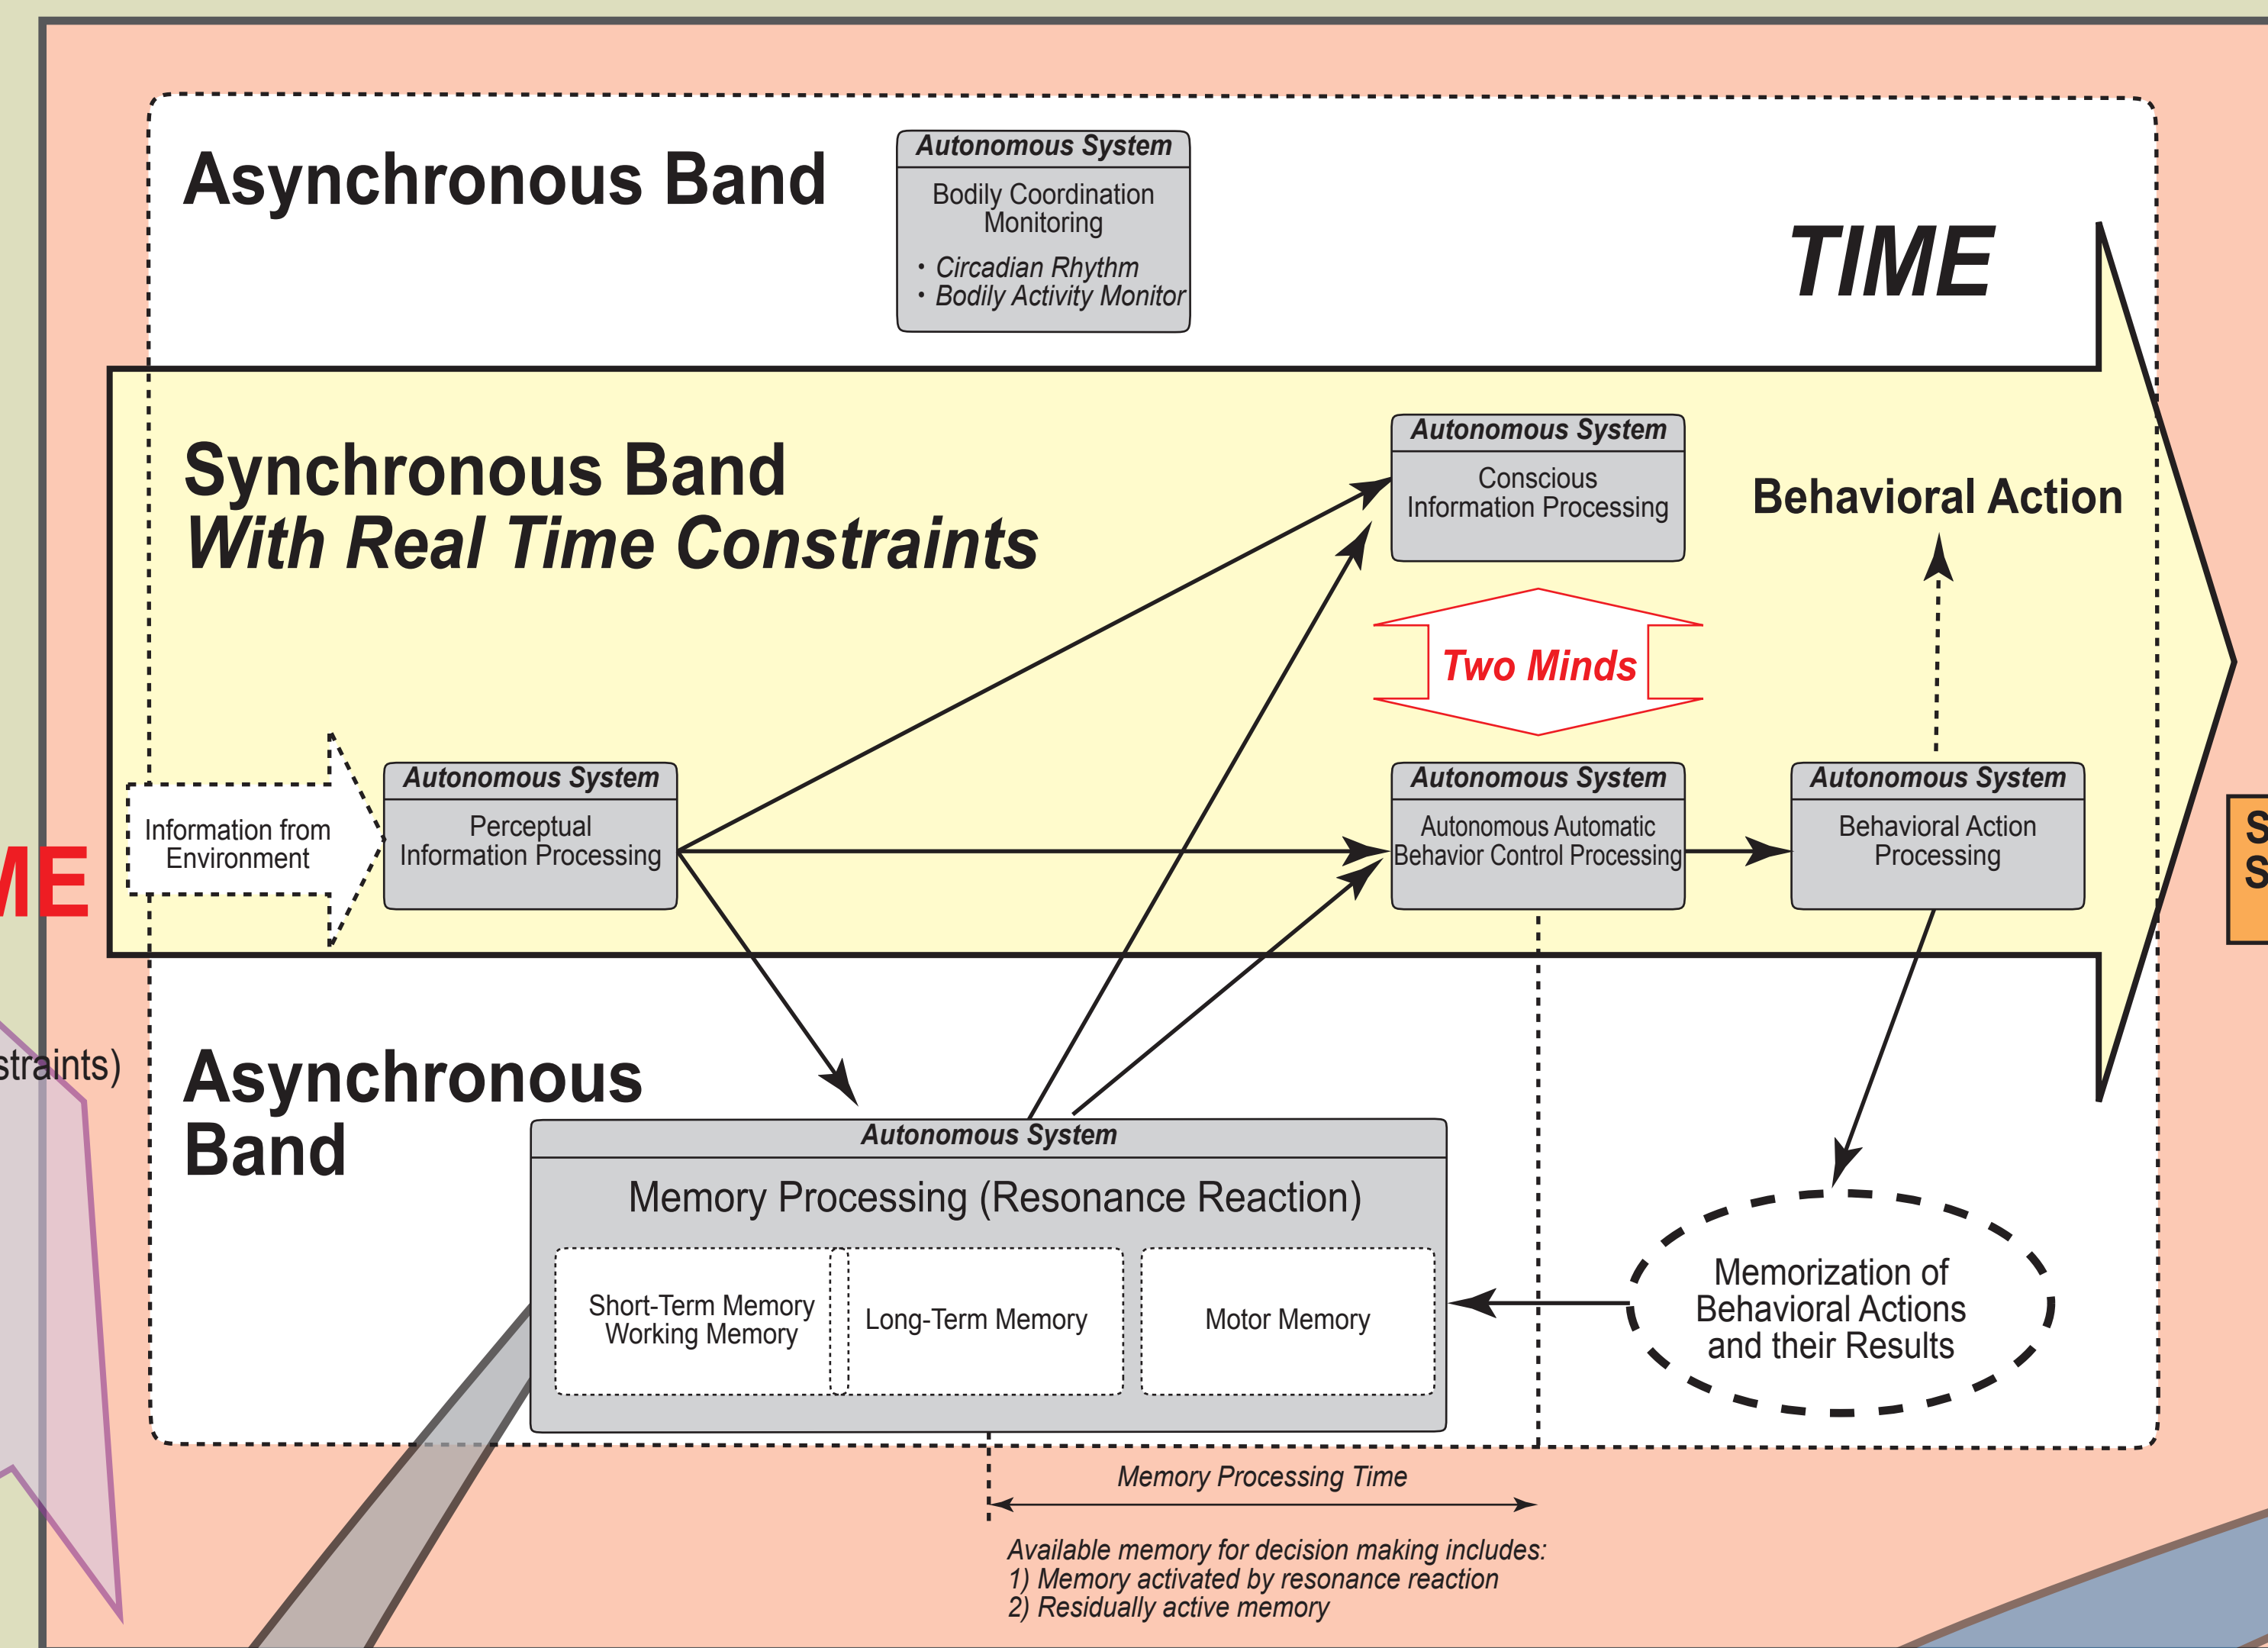 Asynchronous Band
Autonomous System
Bodily Coordination
Monitoring
・Circadian Rhythm
・Bodily Activity Monitor
TIME
Synchronous Band
With Real Time Constraints
Autonomous System
Conscious
Information Processing
Behavioral Action
Two Minds
Information from
Environment
Autonomous System
Perceptual
Information Processing
Autonomous System
Autonomous Automatic
Behavior Control Processing
Autonomous System
Behavioral Action
Processing
Asynchronous
Band
Autonomous System
Memory Processing (Resonance Reaction)
Short-Term Memory
Working Memory
Long-Term Memory
Motor Memory
Memorization of
Behavioral Actions
and their Results
Memory Processing Time
Available memory for decision making includes:
1) Memory activated by resonance reaction
2) Residually active memory